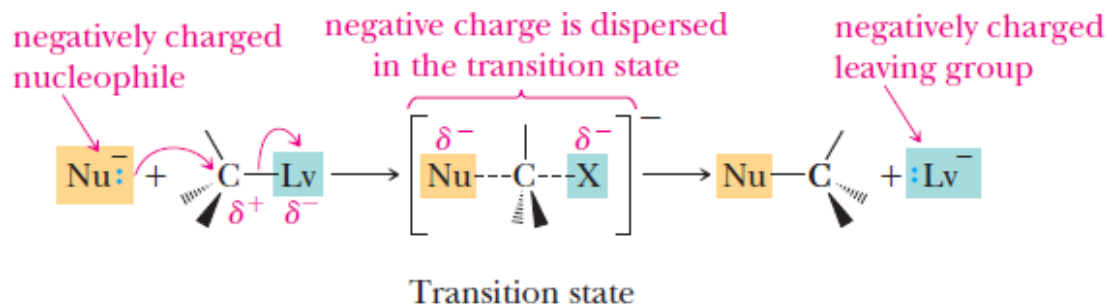 negatively charged nucleophile
negative charge is dispersed in the transition state
negatively charged leaving group
Nu:⁻ + C—Lv → [Nu---C---X]⁻ → Nu—C + :Lv⁻
δ⁺ δ⁻ δ⁻ δ⁻
Transition state